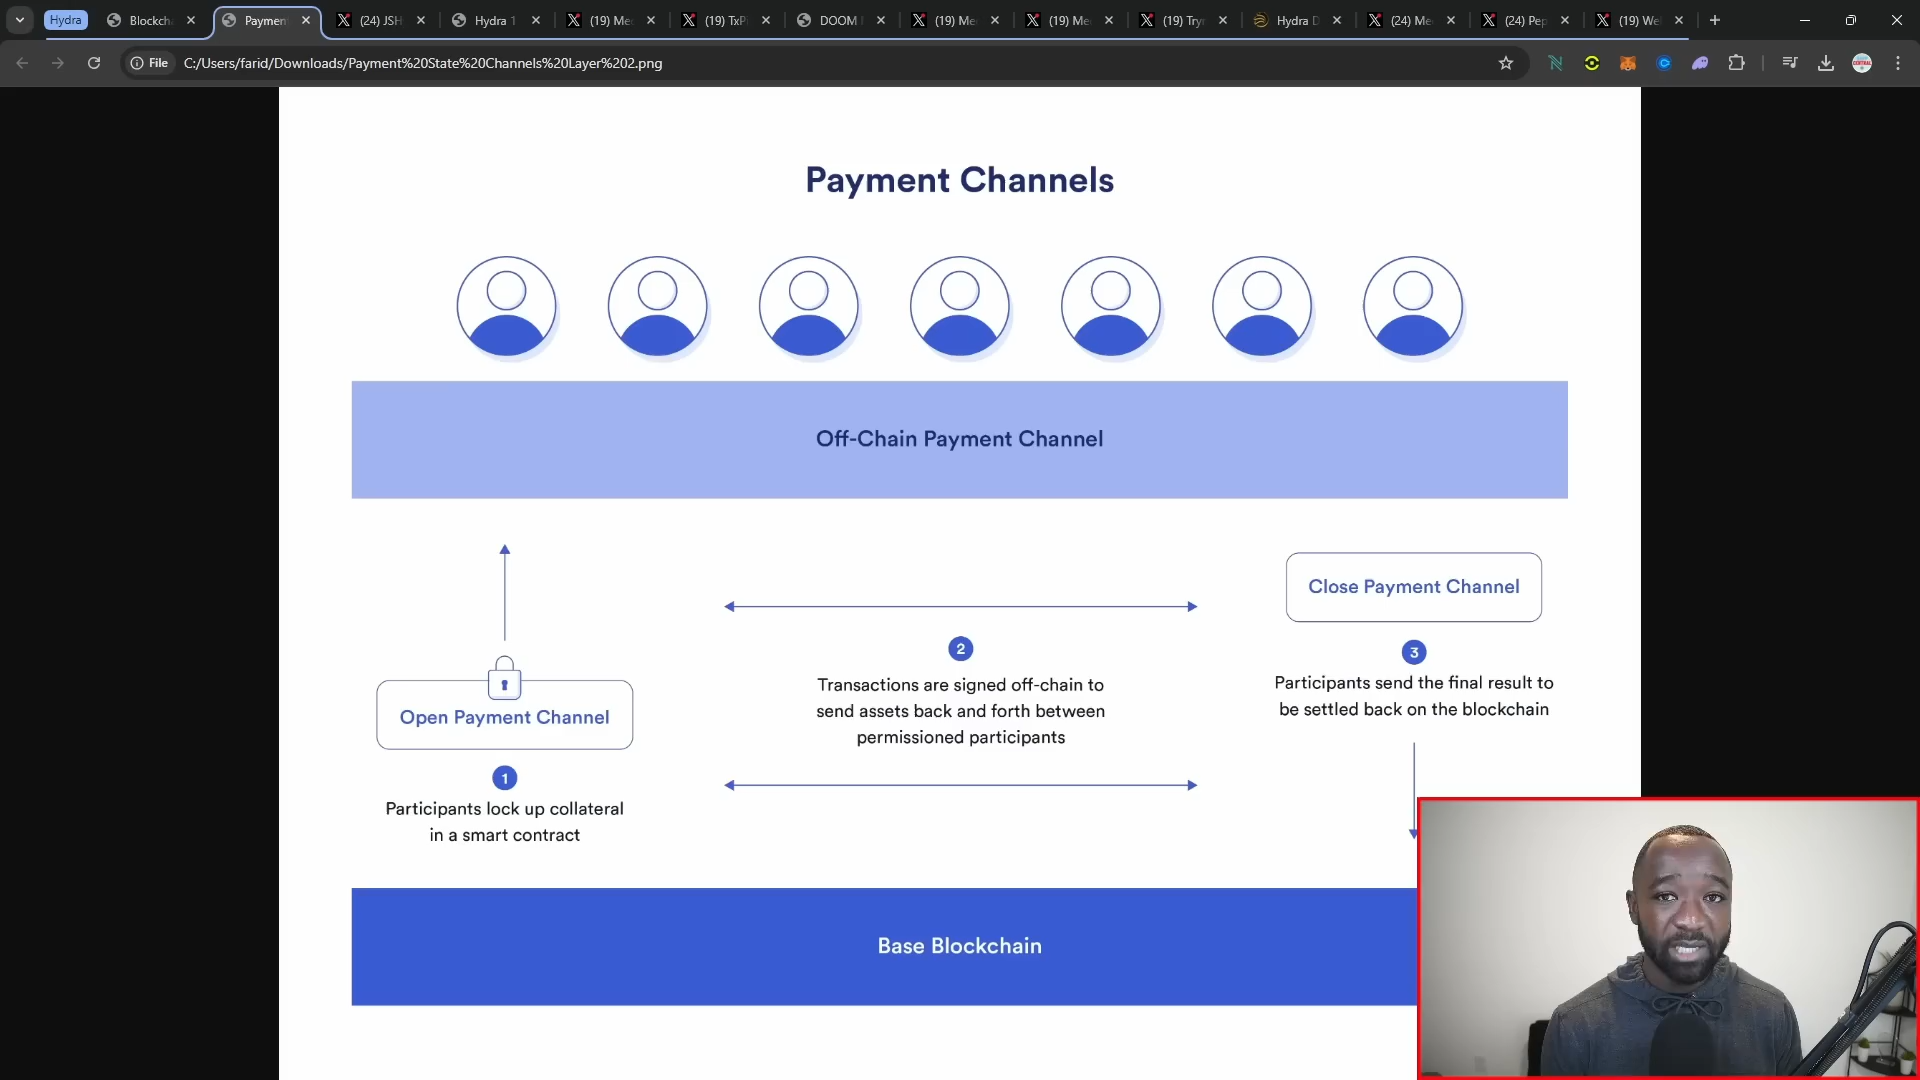 Hydra
Blockch
Payment
(24) JSH
Hydra 1
(19) Me
(19) TxP
DOOM
(19) Me
(19) Me
(19) Try
Hydra D
(24) Me
(24) Pep
(19) We
File
C:/Users/farid/Downloads/Payment%20State%20Channels%20Layer%202.png
Payment Channels
Off-Chain Payment Channel
Open Payment Channel
1
Participants lock up collateral
in a smart contract
2
Transactions are signed off-chain to
send assets back and forth between
permissioned participants
Close Payment Channel
3
Participants send the final result to
be settled back on the blockchain
Base Blockchain